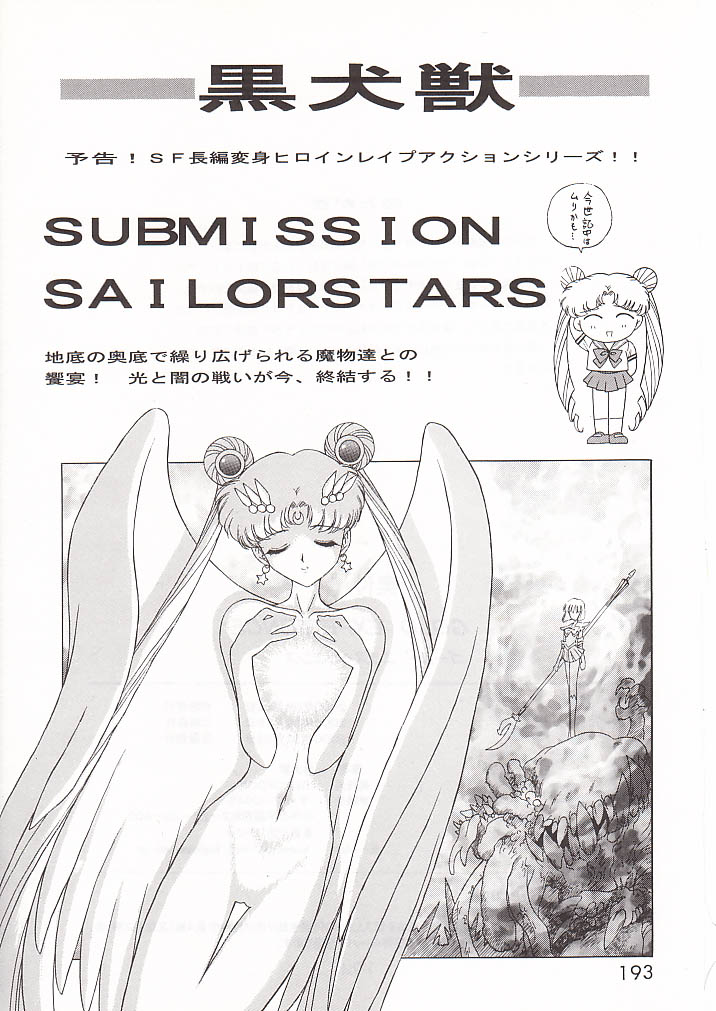 黒犬獣
予告！ＳＦ長編変身ヒロインレイプアクションシリーズ！！
今世記中は
ムリかも…
SUBMISSION
SAILORSTARS
地底の奥底で繰り広げられる魔物達との
饗宴！　光と闇の戦いが今、終結する！！
193